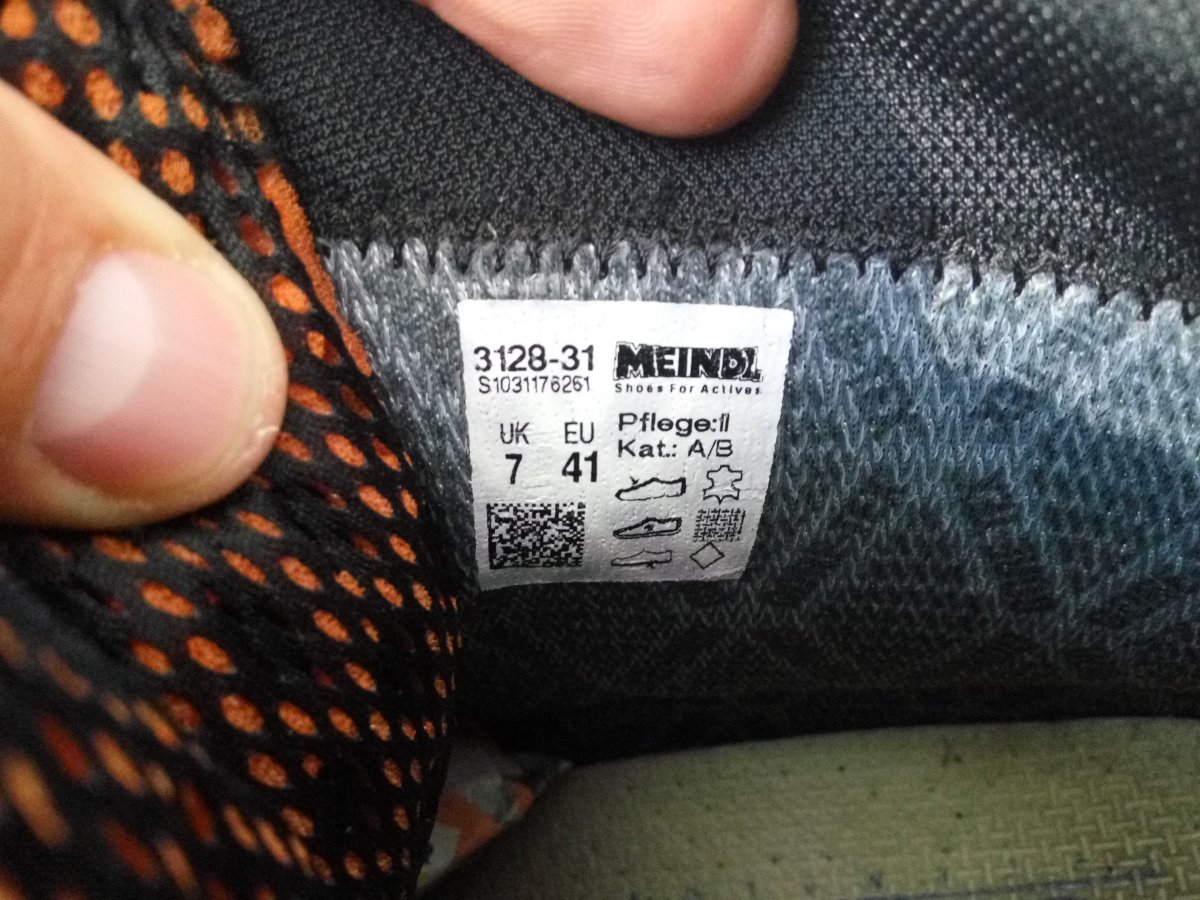 3128-31
S1031176261
UK EU
7 41
MEINDL
Shoes For Actives
Pflege:II
Kat.: A/B